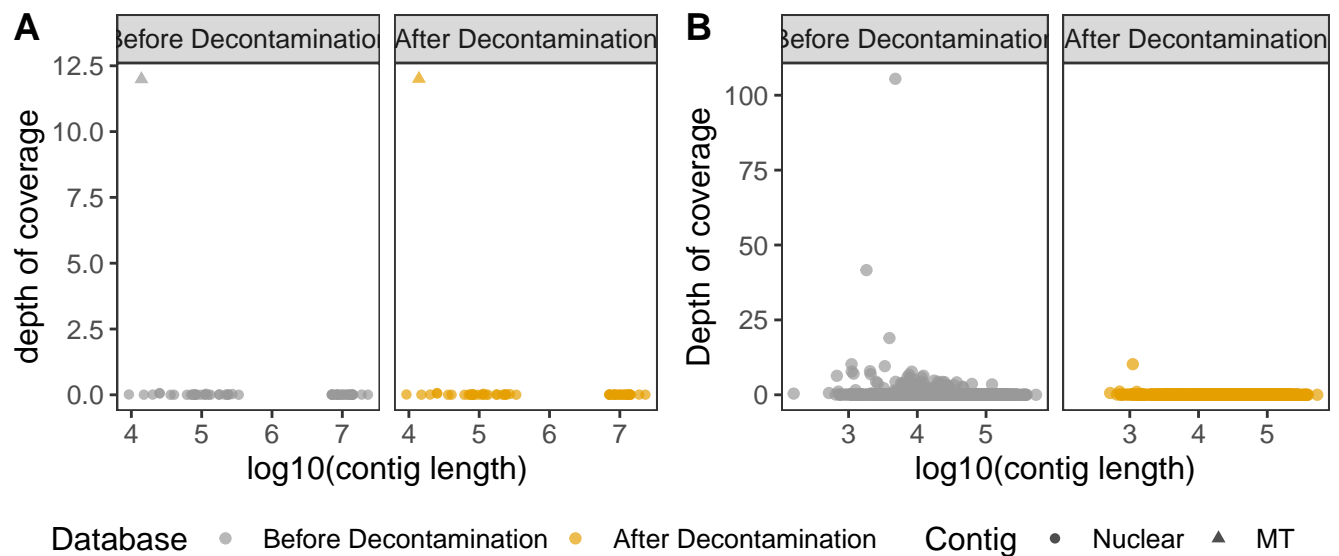 A
B
Before Decontamination
After Decontamination
Before Decontamination
After Decontamination
depth of coverage
12.5
10.0
7.5
5.0
2.5
0.0
4 5 6 7
4 5 6 7
log10(contig length)
Depth of coverage
100
75
50
25
0
3 4 5
3 4 5
log10(contig length)
Database Before Decontamination After Decontamination Contig Nuclear MT